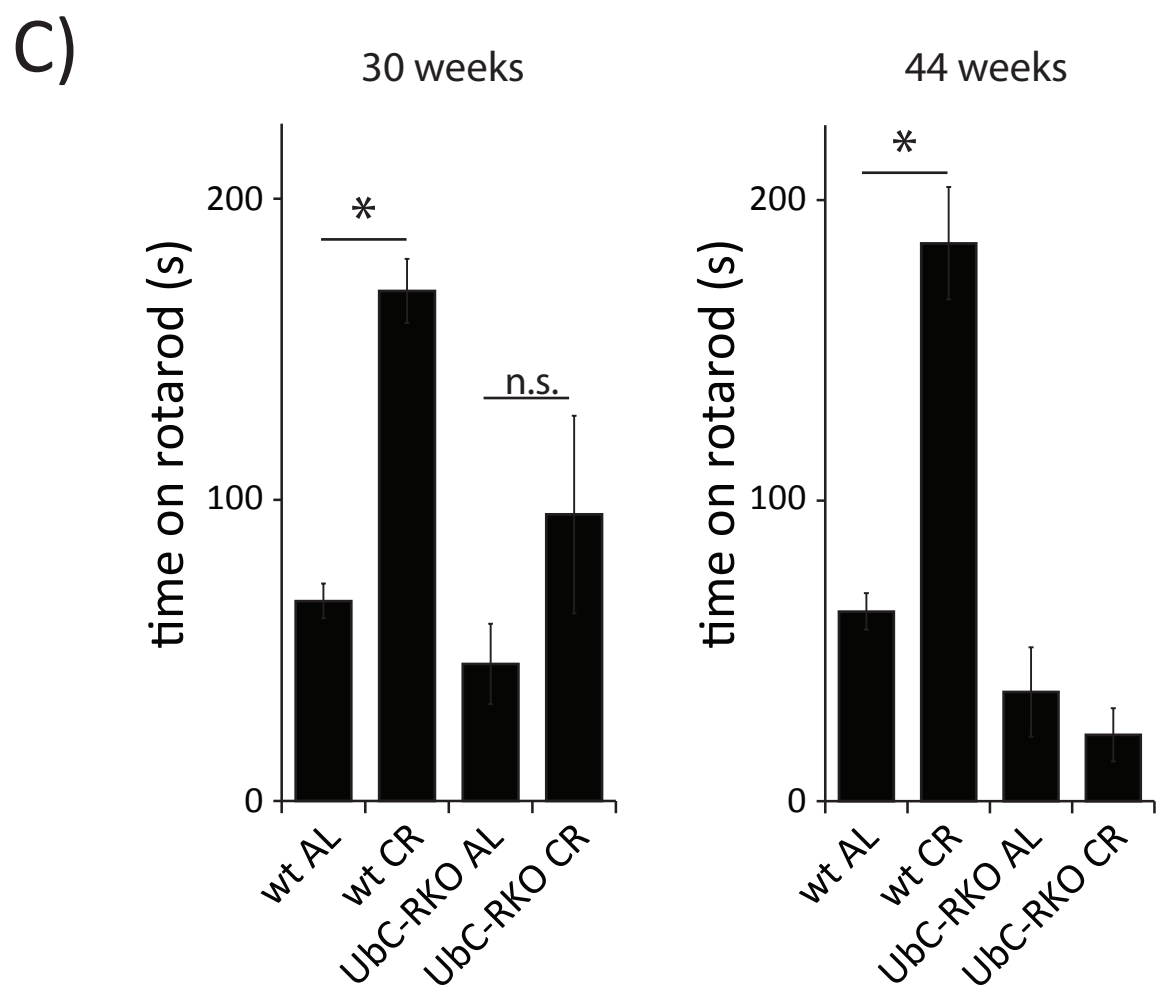 C)
30 weeks
time on rotarod (s)
200
100
0
*
n.s.
wt AL
wt CR
UbC-RKO AL
UbC-RKO CR
44 weeks
time on rotarod (s)
200
100
0
*
wt AL
wt CR
UbC-RKO AL
UbC-RKO CR